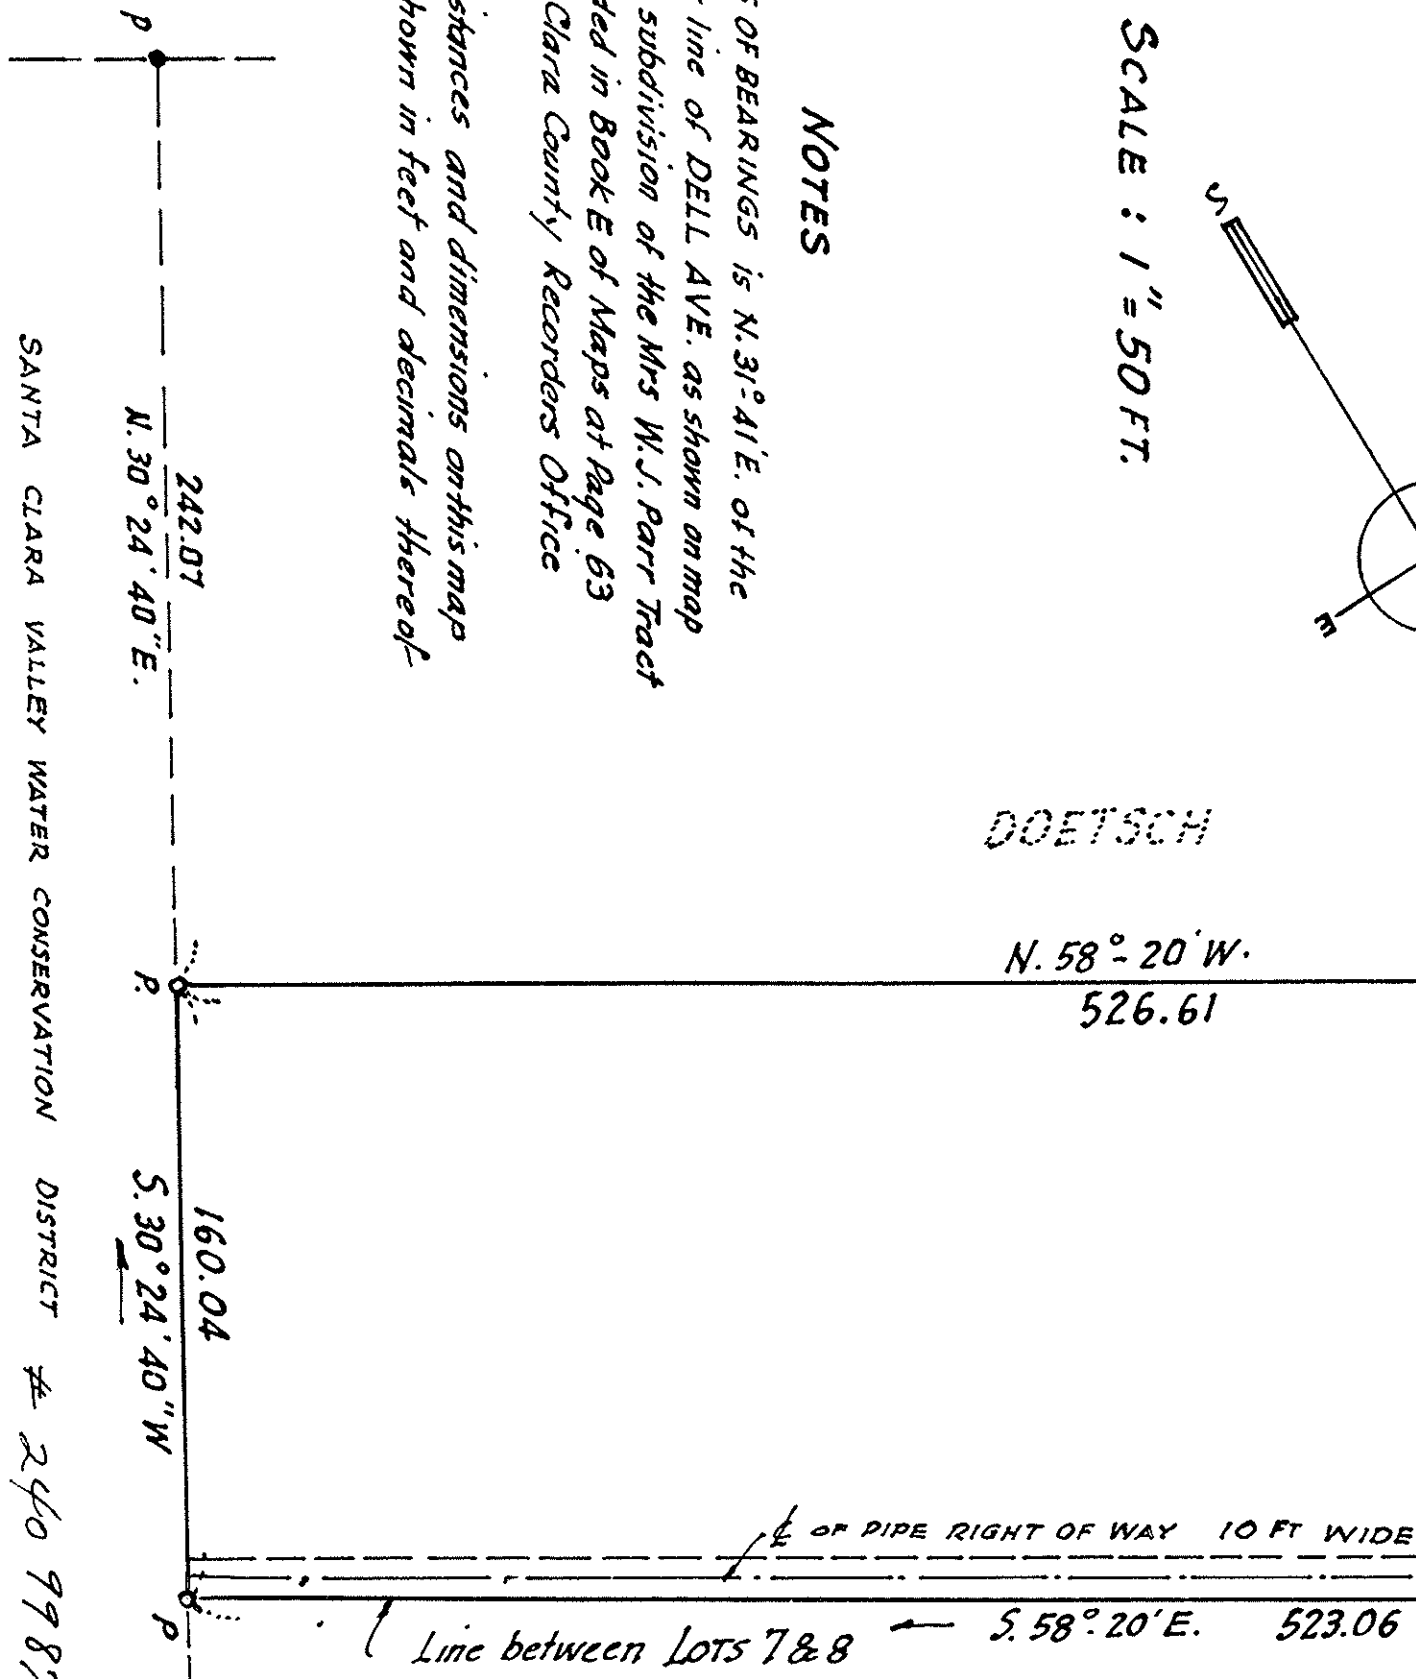 SCALE : 1"=50 FT.
S
E
NOTES
OF BEARINGS is N.31°-41'E. of the
line of DELL AVE. as shown on map
subdivision of the Mrs W.J. Parr Tract
in BOOK E of Maps at Page 63
Clara County Recorders Office
and dimensions on this map
in feet and decimals thereof
P
242.07
N. 30° 24' 40" E.
DOETSCH
N. 58°-20' W.
526.61
P.
160.04
S. 30° 24' 40" W
SANTA CLARA VALLEY WATER CONSERVATION DISTRICT # 240 998
℄ OF PIPE RIGHT OF WAY 10 FT WIDE
S. 58°-20' E. 523.06
P
Line between LOTS 7 & 8